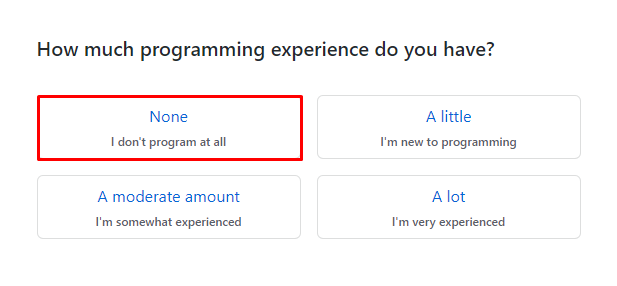 How much programming experience do you have?
None
I don't program at all
A little
I'm new to programming
A moderate amount
I'm somewhat experienced
A lot
I'm very experienced